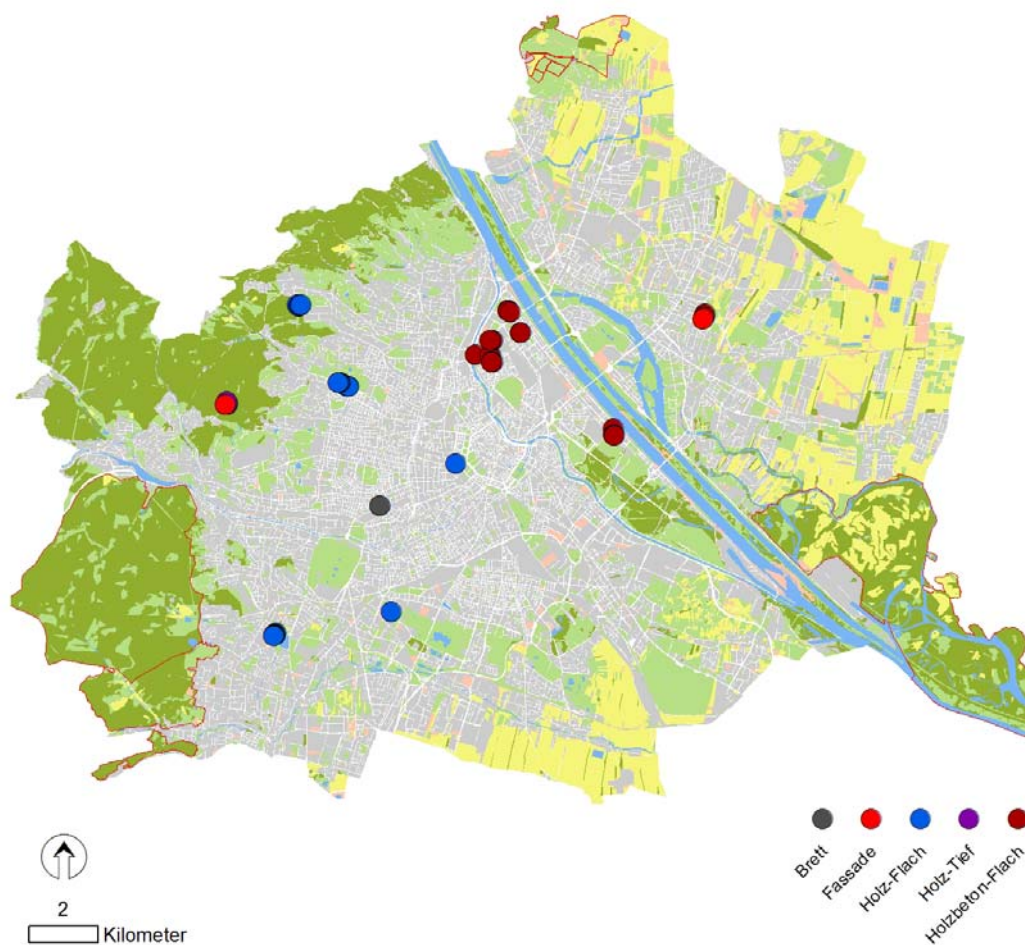 Brett
Fassade
Holz-Flach
Holz-Tief
Holzbeton-Flach
2
Kilometer